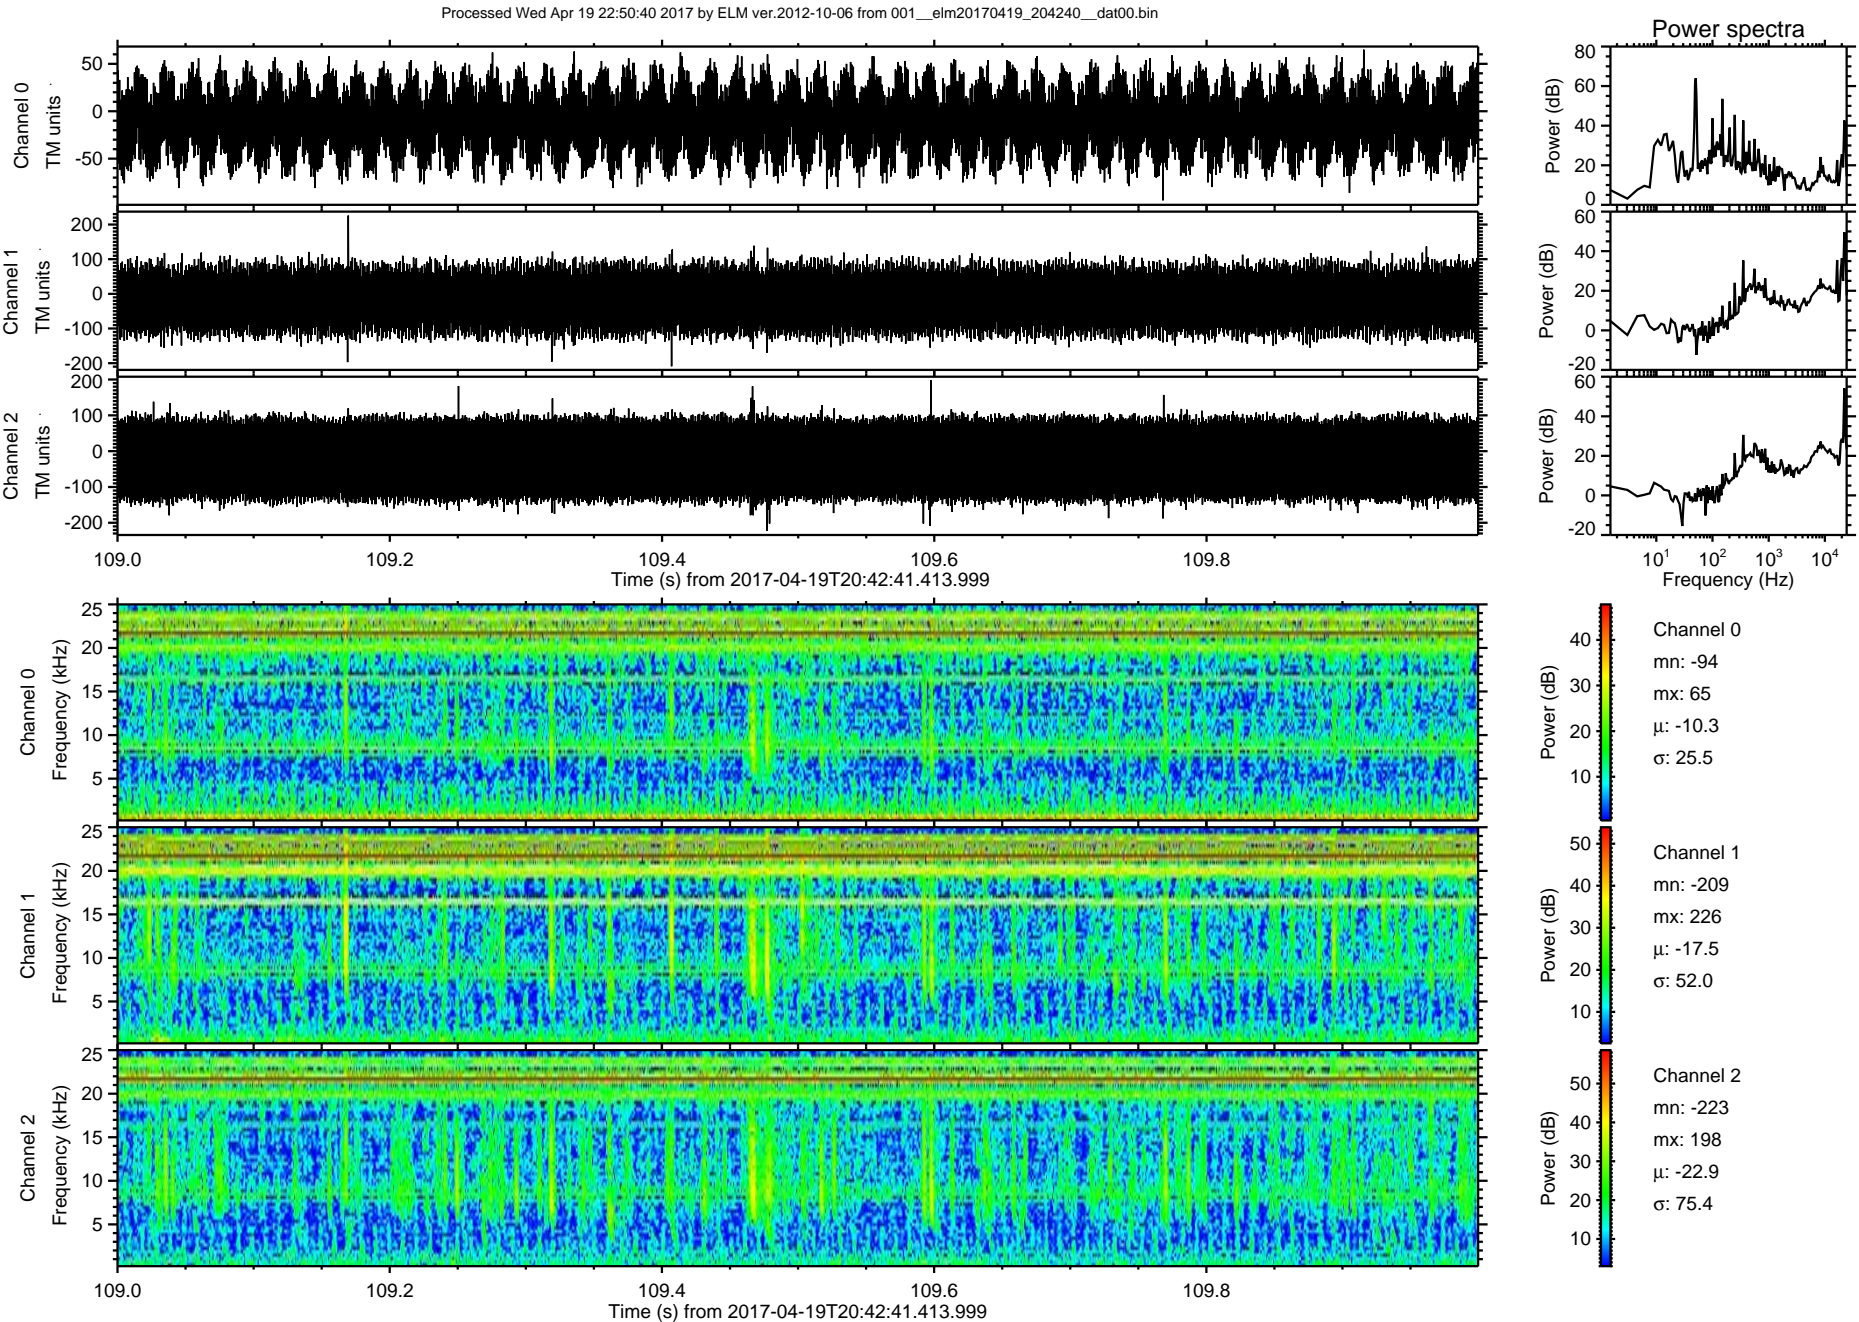 Processed Wed Apr 19 22:50:40 2017 by ELM ver.2012-10-06 from 001__elm20170419_204240__dat00.bin
Power spectra
Channel 0
TM units
50
0
-50
Power (dB)
80
60
40
20
0
Channel 1
TM units
200
100
0
-100
-200
Power (dB)
60
40
20
0
-20
Channel 2
TM units
200
100
0
-100
-200
Power (dB)
60
40
20
0
-20
109.0 109.2 109.4 109.6 109.8
Time (s) from 2017-04-19T20:42:41.413.999
10¹ 10² 10³ 10⁴
Frequency (Hz)
Channel 0
Frequency (kHz)
25
20
15
10
5
Power (dB)
40
30
20
10
Channel 0
mn: -94
mx: 65
μ: -10.3
σ: 25.5
Channel 1
Frequency (kHz)
25
20
15
10
5
Power (dB)
50
40
30
20
10
Channel 1
mn: -209
mx: 226
μ: -17.5
σ: 52.0
Channel 2
Frequency (kHz)
25
20
15
10
5
Power (dB)
50
40
30
20
10
Channel 2
mn: -223
mx: 198
μ: -22.9
σ: 75.4
109.0 109.2 109.4 109.6 109.8
Time (s) from 2017-04-19T20:42:41.413.999